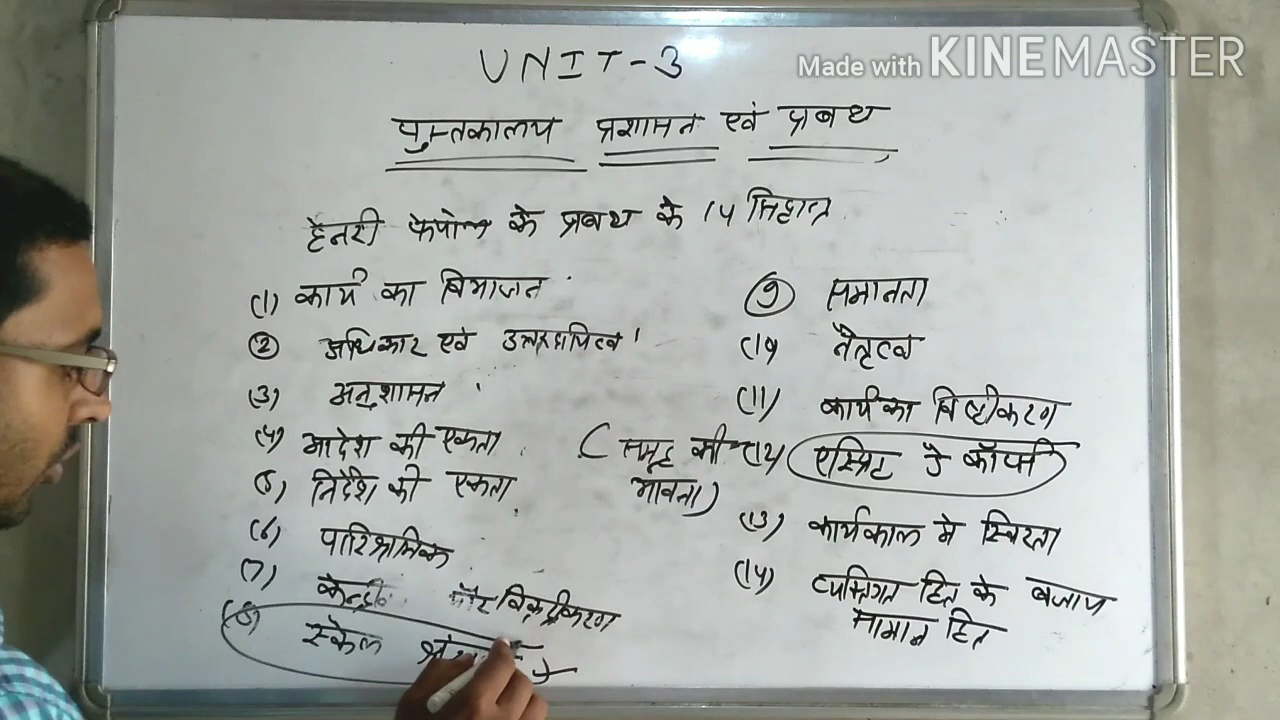 Made with KINEMASTER
UNIT-3
पुस्तकालय प्रशासन एवं प्रबंध
हेनरी फेयोल के प्रबंध के 14 सिद्दान्त
(1) कार्य का विभाजन
(2) अधिकार एवं उत्तरदायित्व
(3) अनुशासन
(4) आदेश की एकता
(5) निर्देश की एकता
(6) पारिश्रमिक
(7) केन्द्री और विकेन्द्रीकरण
(8) स्केल
(9) समानता
(10) नैतृत्व
(11) कार्य का
(समूह की भावना) (12) एस्प्रिट डे कॉर्प्स
(13) कार्यकाल मे स्थिरता
(14) व्यक्तिगत हित के बजाय
सामान्य हित